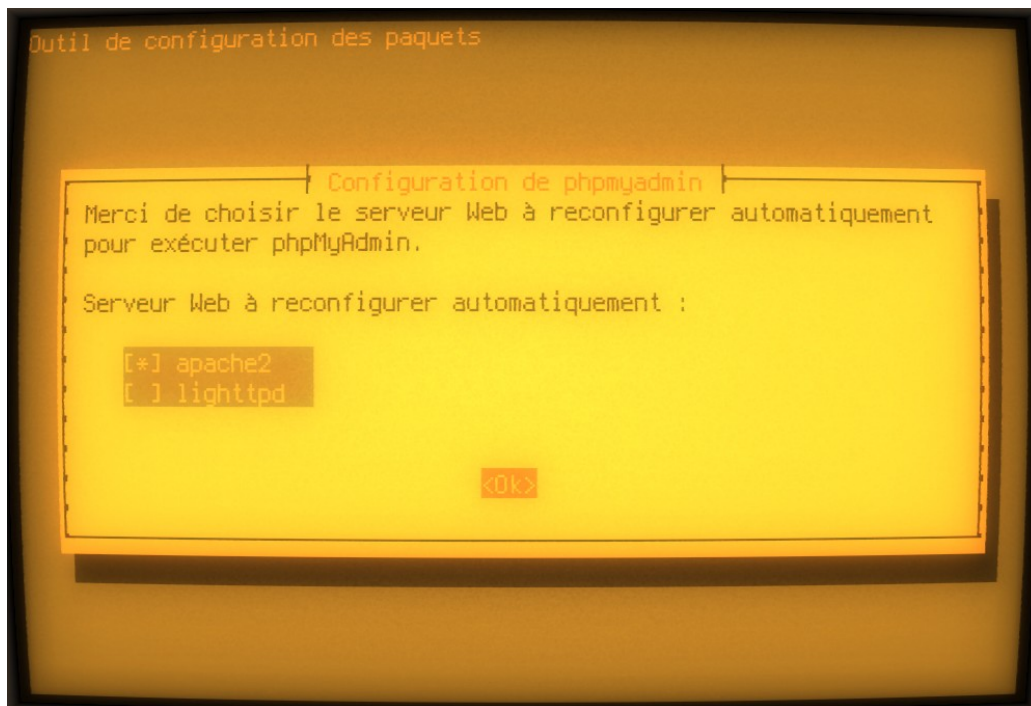 Outil de configuration des paquets
Configuration de phpmyadmin
Merci de choisir le serveur Web à reconfigurer automatiquement
pour exécuter phpMyAdmin.
Serveur Web à reconfigurer automatiquement :
[*] apache2
[ ] lighttpd
<Ok>